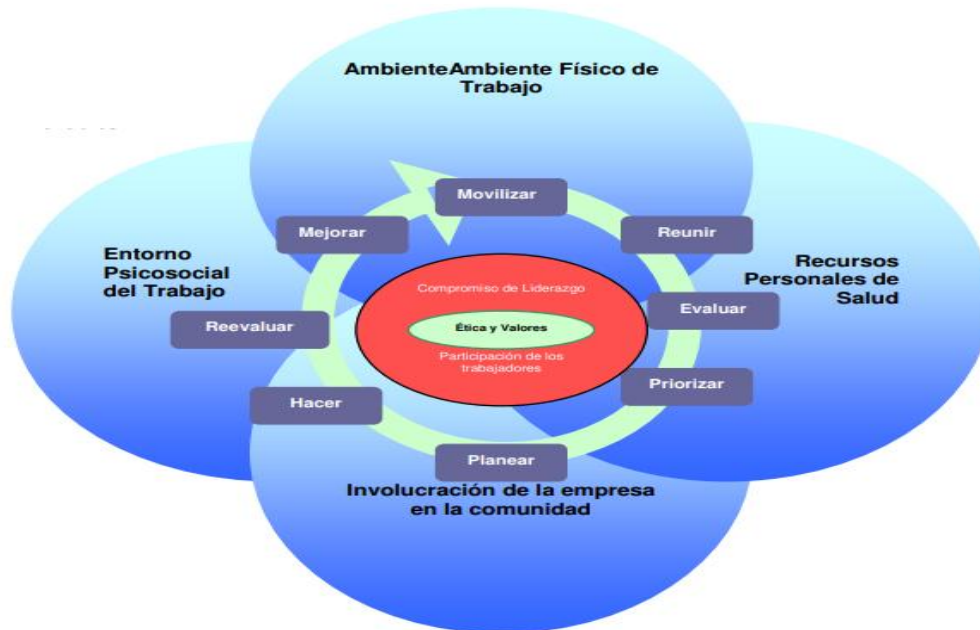 AmbienteAmbiente Físico de
Trabajo
Movilizar
Mejorar
Reunir
Entorno
Psicosocial
del Trabajo
Recursos
Personales de
Salud
Compromiso de Liderazgo
Evaluar
Reevaluar
Ética y Valores
Participación de los
trabajadores
Priorizar
Hacer
Planear
Involucración de la empresa
en la comunidad